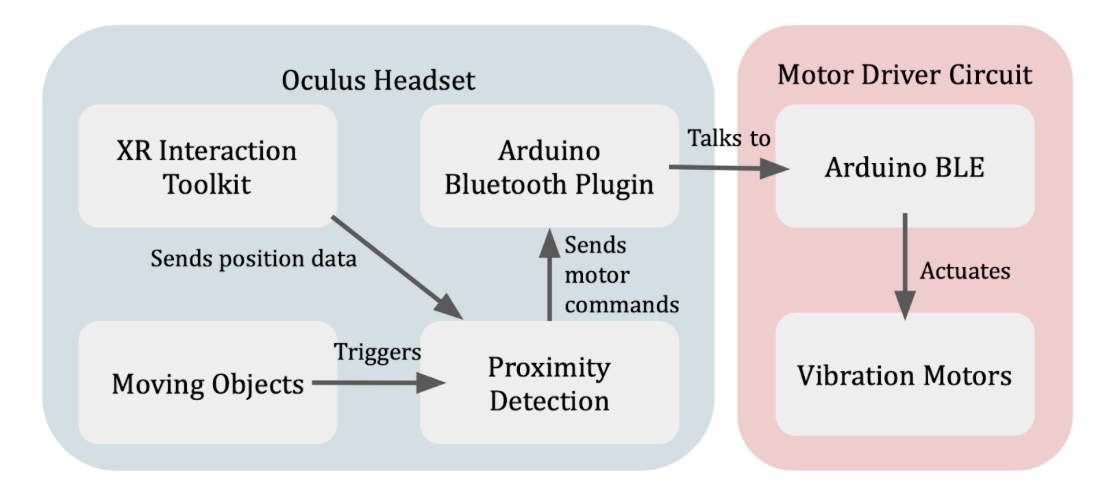 Oculus Headset
XR Interaction
Toolkit
Arduino
Bluetooth Plugin
Sends position data
Sends
motor
commands
Moving Objects
Triggers
Proximity
Detection
Talks to
Motor Driver Circuit
Arduino BLE
Actuates
Vibration Motors